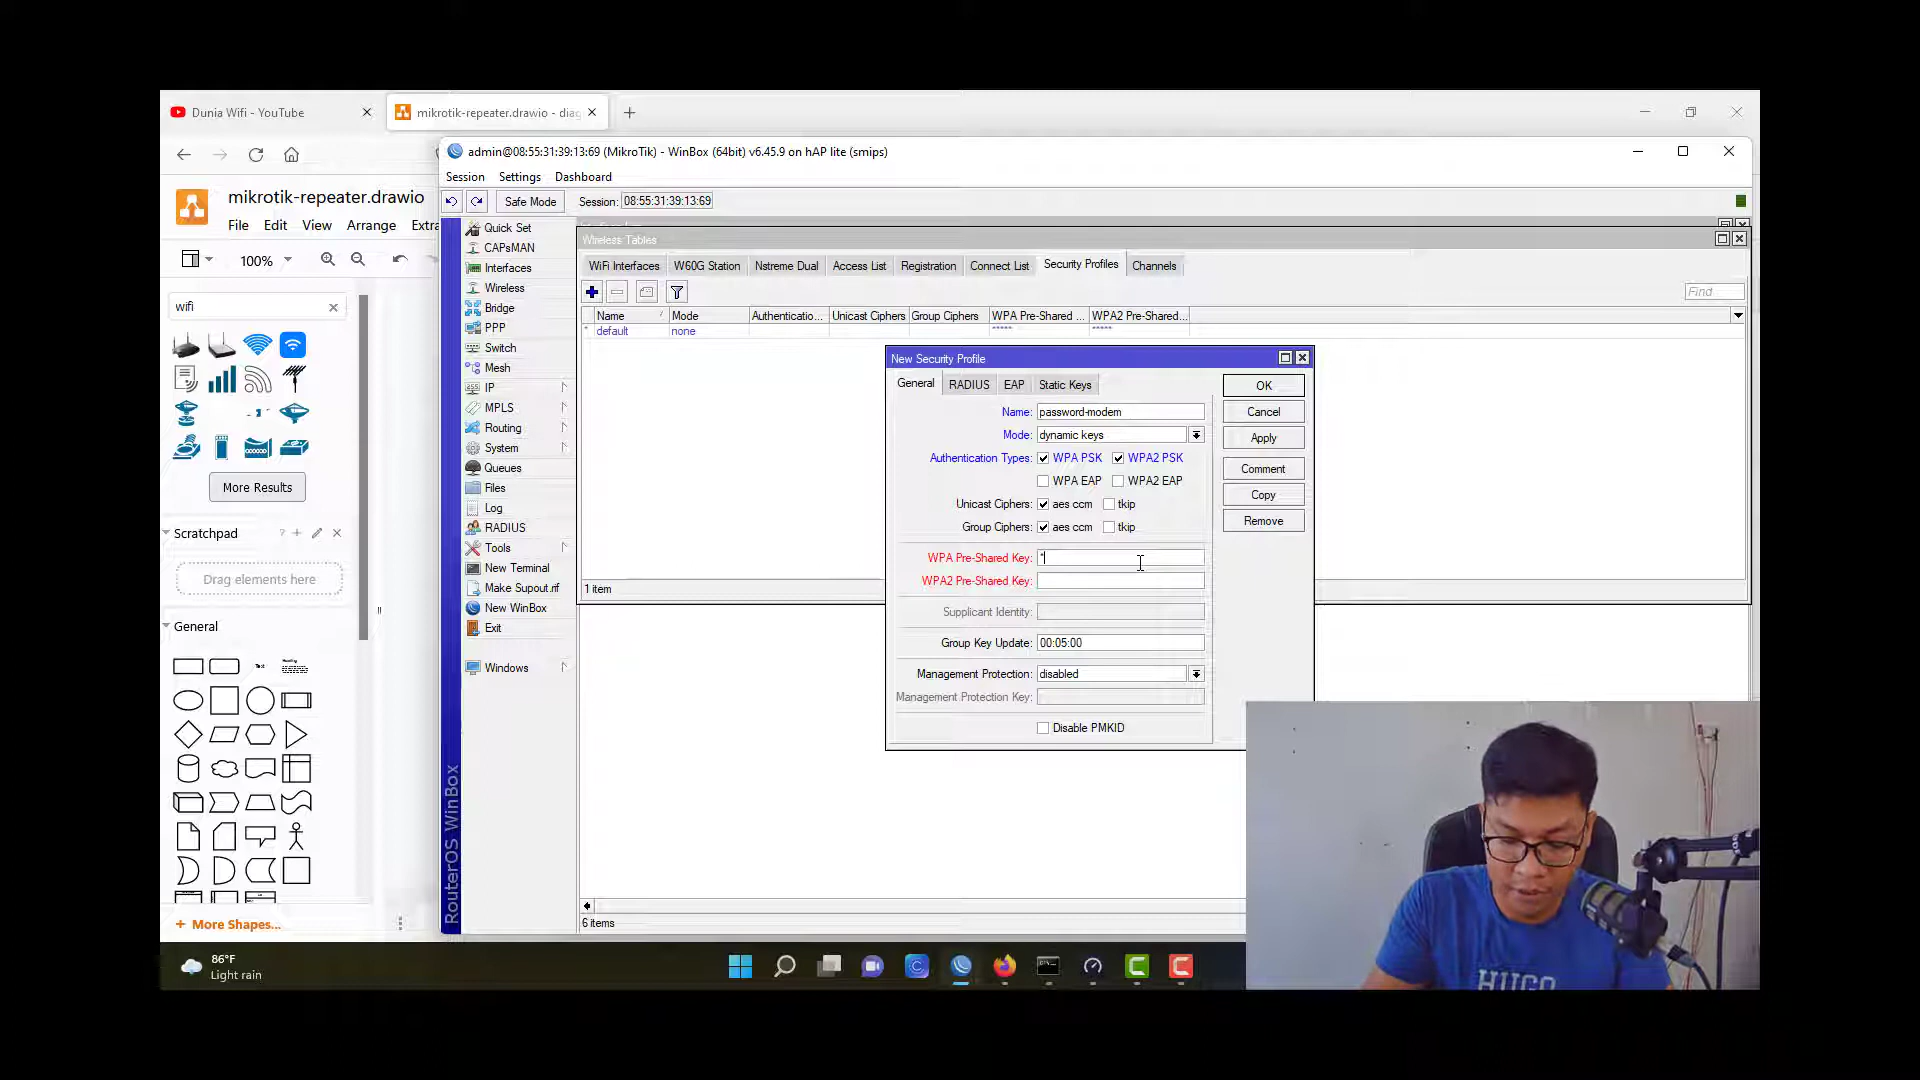 Dunia Wifi - YouTube
mikrotik-repeater.drawio - diag
admin@08:55:31:39:13:69 (MikroTik) - WinBox (64bit) v6.45.9 on hAP lite (smips)
Session Settings Dashboard
mikrotik-repeater.drawio
File Edit View Arrange Extra
Safe Mode Session: 08:55:31:39:13:69
100%
wifi
More Results
Scratchpad
Drag elements here
General
Text
Heading
More Shapes...
RouterOS WinBox
Quick Set
CAPsMAN
Interfaces
Wireless
Bridge
PPP
Switch
Mesh
IP
MPLS
Routing
System
Queues
Files
Log
RADIUS
Tools
New Terminal
Make Supout.rif
New WinBox
Exit
Windows
Wireless Tables
WiFi Interfaces W60G Station Nstreme Dual Access List Registration Connect List Security Profiles Channels
Find
Name Mode Authenticatio... Unicast Ciphers Group Ciphers WPA Pre-Shared ... WPA2 Pre-Shared...
* default none ***** *****
1 item
New Security Profile
General RADIUS EAP Static Keys
Name: password-modem
Mode: dynamic keys
Authentication Types: WPA PSK WPA2 PSK
WPA EAP WPA2 EAP
Unicast Ciphers: aes ccm tkip
Group Ciphers: aes ccm tkip
WPA Pre-Shared Key: *
WPA2 Pre-Shared Key:
Supplicant Identity:
Group Key Update: 00:05:00
Management Protection: disabled
Management Protection Key:
Disable PMKID
OK
Cancel
Apply
Comment
Copy
Remove
6 items
86°F
Light rain
HUGO